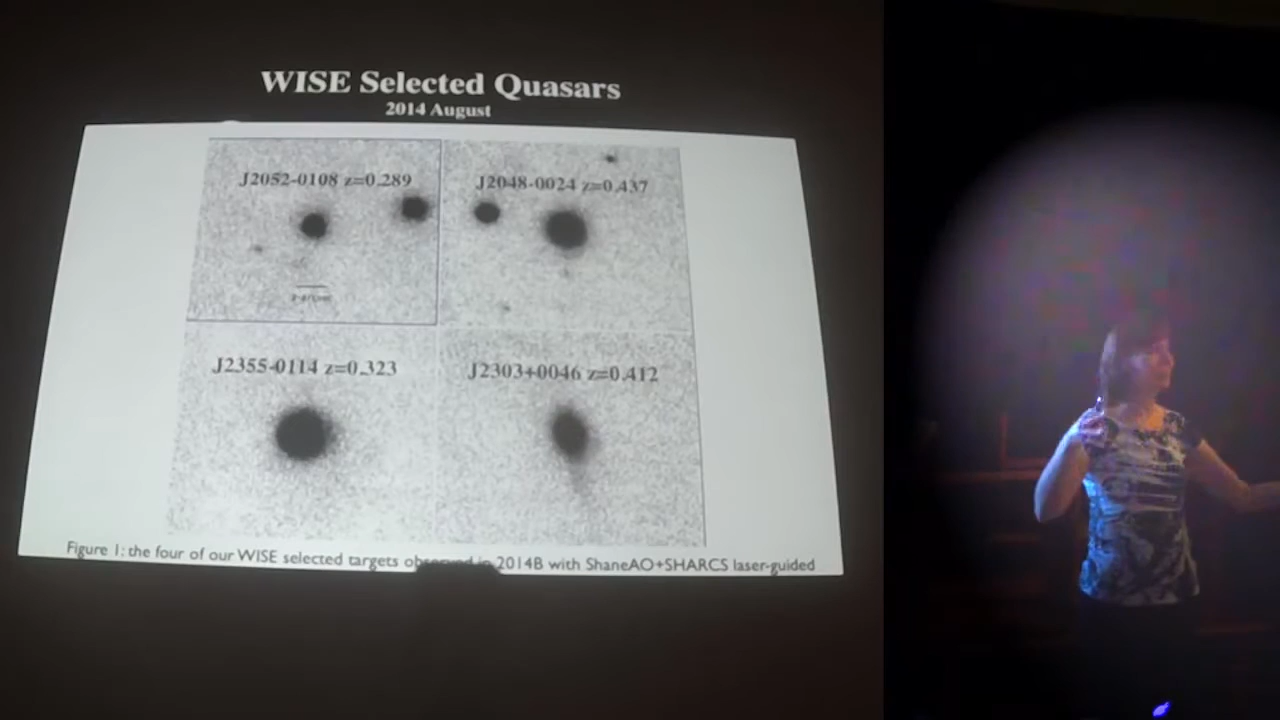 WISE Selected Quasars
2014 August
J2052-0108 z=0.289
J2048-0024 z=0.437
J2355-0114 z=0.323
J2303+0046 z=0.412
Figure 1: the four of our WISE selected targets observed in 2014B with ShaneAO+SHARCS laser-guided